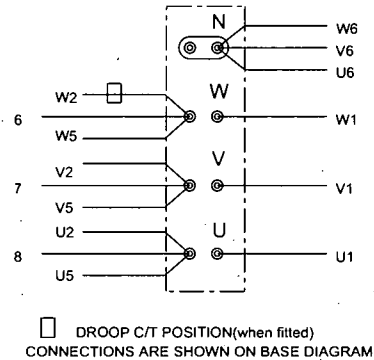 N
W6
V6
U6
W2
W
6
W1
W5
V2
V
7
V1
V5
U2
U
8
U1
U5
DROOP C/T POSITION(when fitted)
CONNECTIONS ARE SHOWN ON BASE DIAGRAM